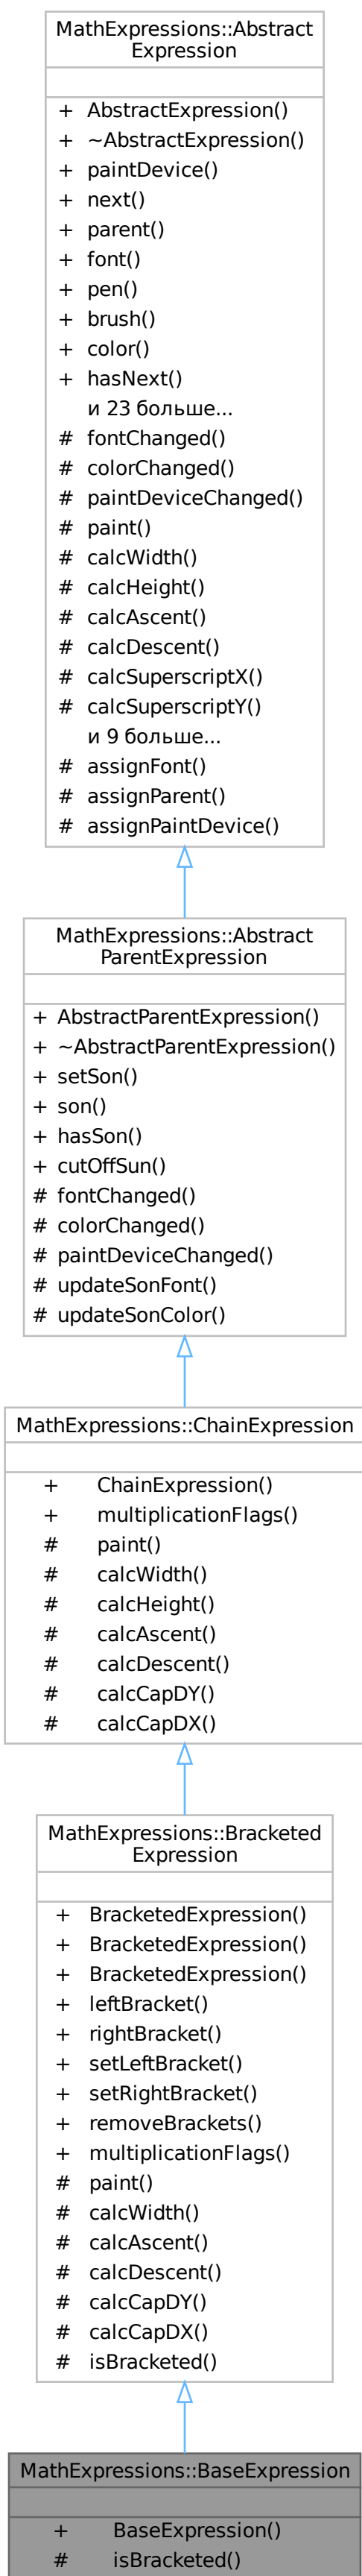 MathExpressions::Abstract
Expression
+ AbstractExpression()
+ ~AbstractExpression()
+ paintDevice()
+ next()
+ parent()
+ font()
+ pen()
+ brush()
+ color()
+ hasNext()
и 23 больше...
# fontChanged()
# colorChanged()
# paintDeviceChanged()
# paint()
# calcWidth()
# calcHeight()
# calcAscent()
# calcDescent()
# calcSuperscriptX()
# calcSuperscriptY()
и 9 больше...
# assignFont()
# assignParent()
# assignPaintDevice()
MathExpressions::Abstract
ParentExpression
+ AbstractParentExpression()
+ ~AbstractParentExpression()
+ setSon()
+ son()
+ hasSon()
+ cutOffSun()
# fontChanged()
# colorChanged()
# paintDeviceChanged()
# updateSonFont()
# updateSonColor()
MathExpressions::ChainExpression
+ ChainExpression()
+ multiplicationFlags()
# paint()
# calcWidth()
# calcHeight()
# calcAscent()
# calcDescent()
# calcCapDY()
# calcCapDX()
MathExpressions::Bracketed
Expression
+ BracketedExpression()
+ BracketedExpression()
+ BracketedExpression()
+ leftBracket()
+ rightBracket()
+ setLeftBracket()
+ setRightBracket()
+ removeBrackets()
+ multiplicationFlags()
# paint()
# calcWidth()
# calcAscent()
# calcDescent()
# calcCapDY()
# calcCapDX()
# isBracketed()
MathExpressions::BaseExpression
+ BaseExpression()
# isBracketed()